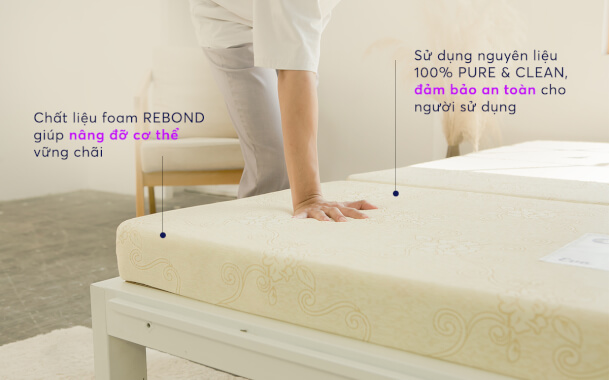 Sử dụng nguyên liệu
100% PURE & CLEAN,
đảm bảo an toàn cho
người sử dụng
Chất liệu foam REBOND
giúp nâng đỡ cơ thể
vững chãi